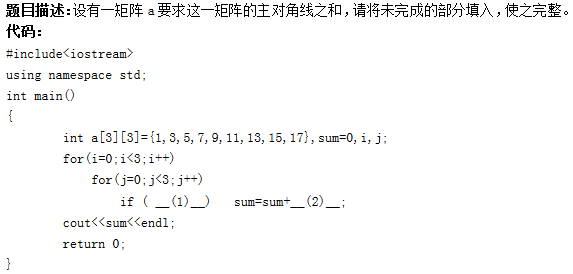 题目描述:设有一矩阵 a 要求这一矩阵的主对角线之和,请将未完成的部分填入，使之完整。
代码：
#include<iostream>
using namespace std;
int main()
{
int a[3][3]={1,3,5,7,9,11,13,15,17},sum=0,i,j;
for(i=0;i<3;i++)
for(j=0;j<3;j++)
if ( __(1)__) sum=sum+__(2)__;
cout<<sum<<endl;
return 0;
}